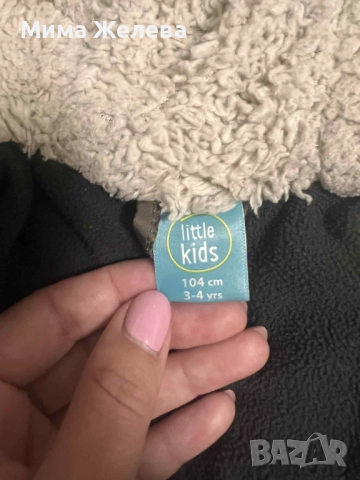 Мима Желева
little
kids
104 cm
3-4 yrs
BAZAR